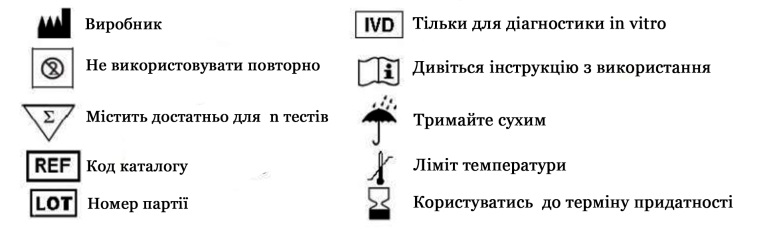 Виробник
Не використовувати повторно
Σ
Містить достатньо для n тестів
REF Код каталогу
LOT Номер партії
IVD Тільки для діагностики in vitro
i Дивіться інструкцію з використання
Тримайте сухим
Ліміт температури
Користуватись до терміну придатності